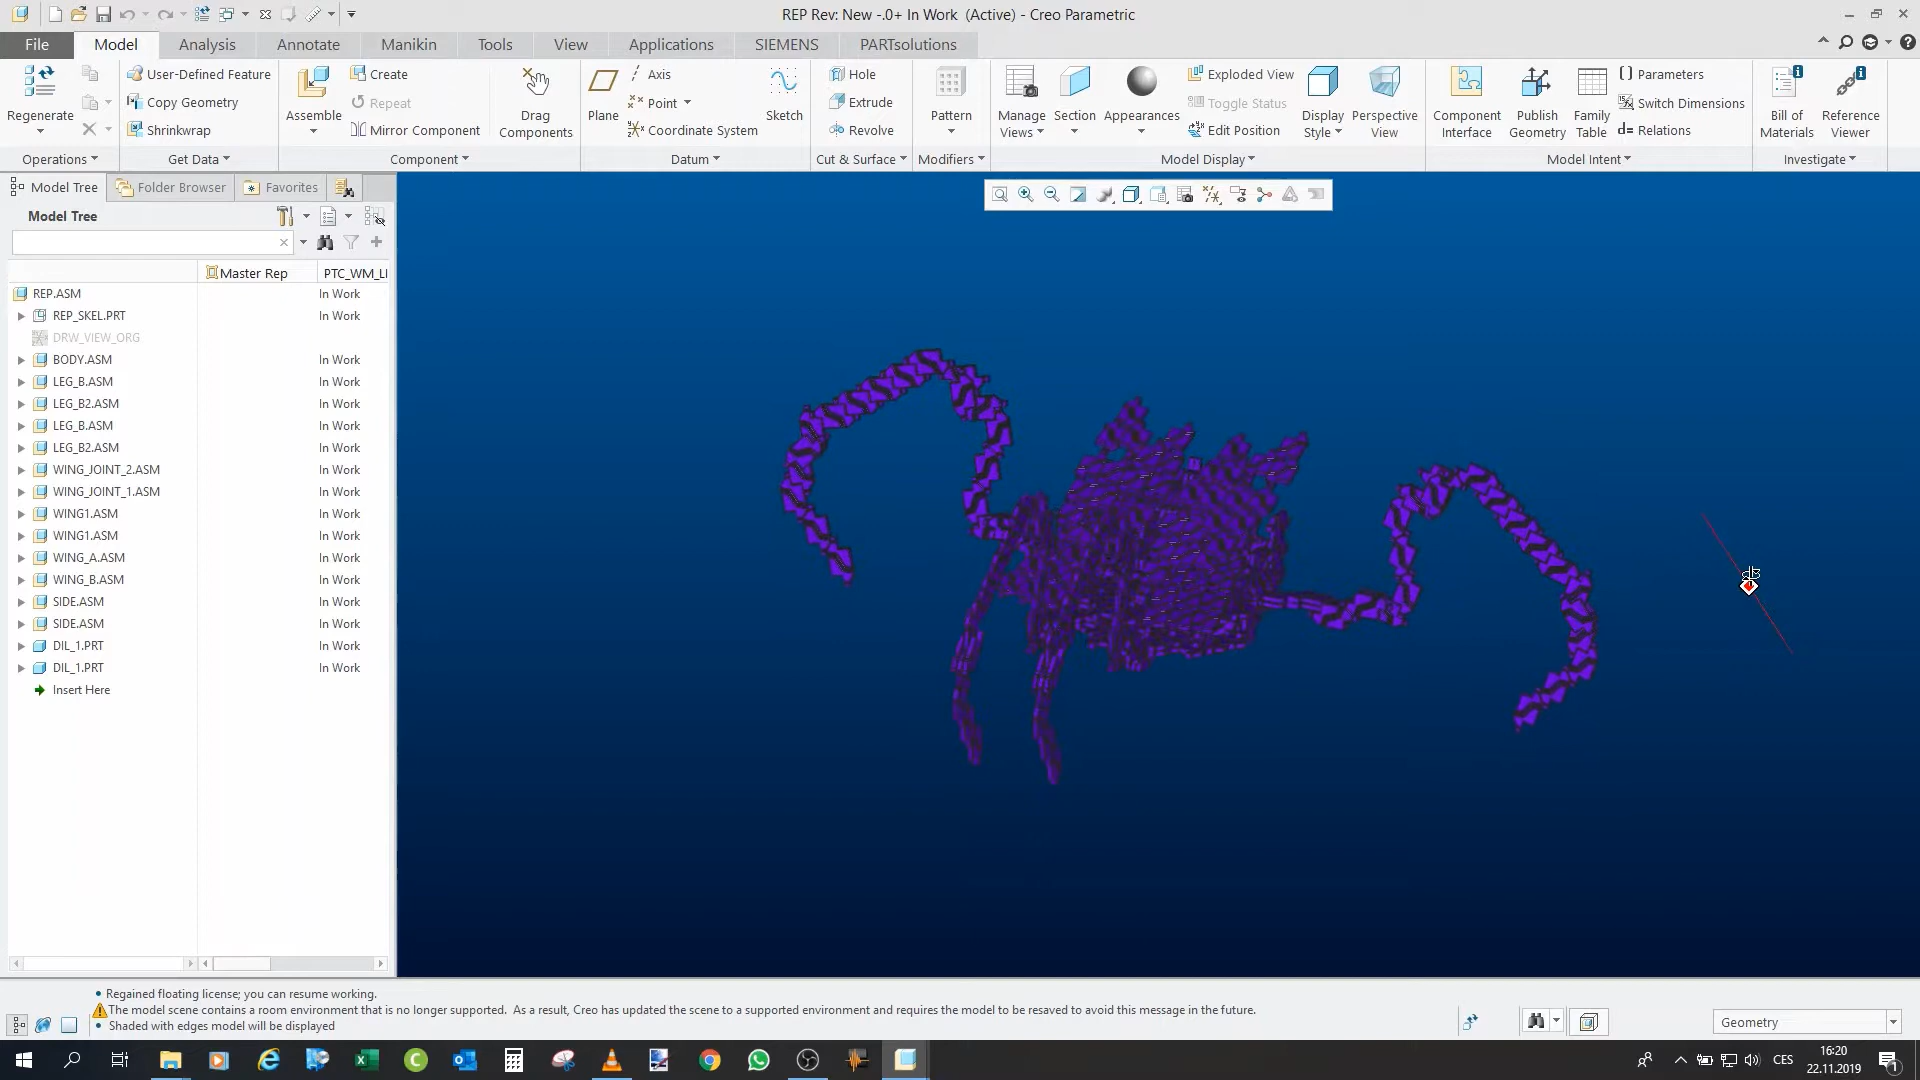 REP Rev: New -.0+ In Work (Active) - Creo Parametric
File Model Analysis Annotate Manikin Tools View Applications SIEMENS PARTsolutions
Regenerate
Operations
User-Defined Feature
Copy Geometry
Shrinkwrap
Get Data
Assemble
Create
Repeat
Mirror Component
Component
Drag
Components
Plane
Axis
Point
Coordinate System
Sketch
Datum
Hole
Extrude
Revolve
Cut & Surface
Pattern
Modifiers
Manage
Views
Section
Appearances
Exploded View
Toggle Status
Edit Position
Display
Style
Perspective
View
Model Display
Component
Interface
Publish
Geometry
Family
Table
Parameters
Switch Dimensions
Relations
Model Intent
Bill of
Materials
Reference
Viewer
Investigate
Model Tree Folder Browser Favorites
Model Tree
Master Rep PTC_WM_LI
REP.ASM In Work
REP_SKEL.PRT In Work
DRW_VIEW_ORG
BODY.ASM In Work
LEG_B.ASM In Work
LEG_B2.ASM In Work
LEG_B.ASM In Work
LEG_B2.ASM In Work
WING_JOINT_2.ASM In Work
WING_JOINT_1.ASM In Work
WING1.ASM In Work
WING1.ASM In Work
WING_A.ASM In Work
WING_B.ASM In Work
SIDE.ASM In Work
SIDE.ASM In Work
DIL_1.PRT In Work
DIL_1.PRT In Work
Insert Here
Regained floating license; you can resume working.
The model scene contains a room environment that is no longer supported. As a result, Creo has updated the scene to a supported environment and requires the model to be resaved to avoid this message in the future.
Shaded with edges model will be displayed
Geometry
CES
16:20
22.11.2019
1